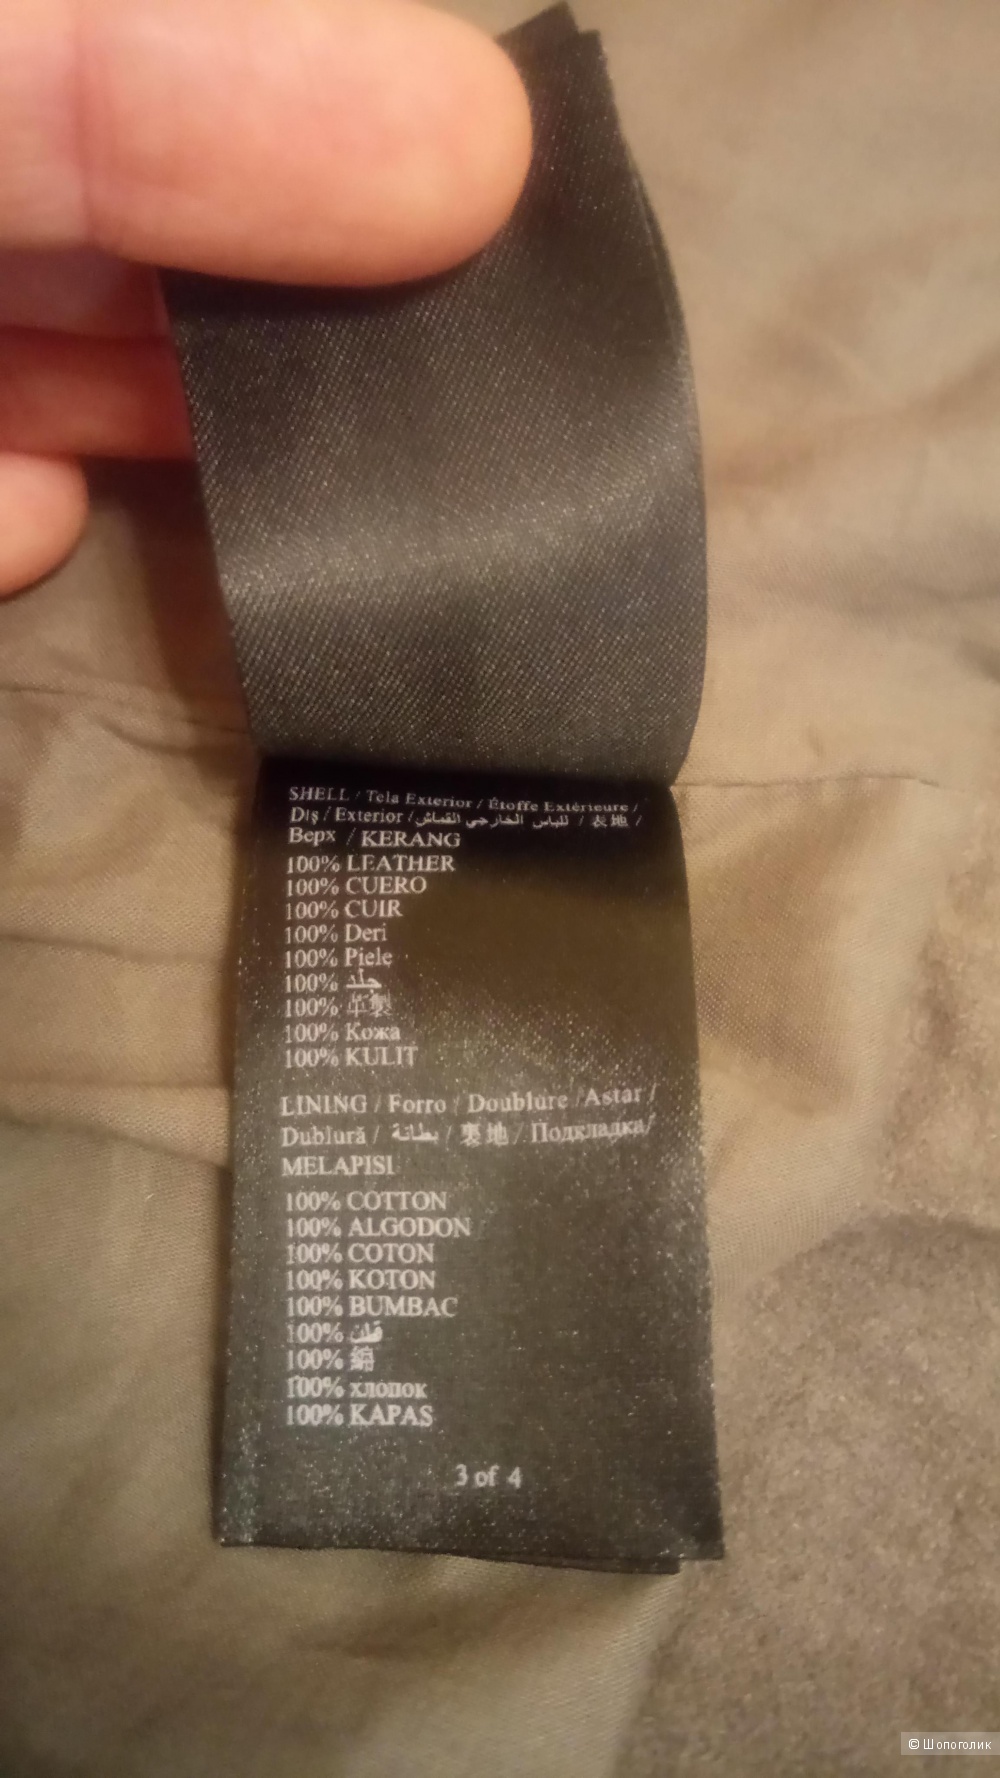 SHELL / Tela Exterior / Étoffe Extérieure /
Dış / Exterior / للباس الخارجي القماش / 表地 /
Верх / KERANG
100% LEATHER
100% CUERO
100% CUIR
100% Deri
100% Piele
100% جلد
100% 革製
100% Кожа
100% KULIT
LINING / Forro / Doublure / Astar /
Dublură / بطانة / 裏地 / Подкладка/
MELAPISI
100% COTTON
100% ALGODON
100% COTON
100% KOTON
100% BUMBAC
100% قطن
100% 綿
100% хлопок
100% KAPAS
3 of 4
© Шопоголик